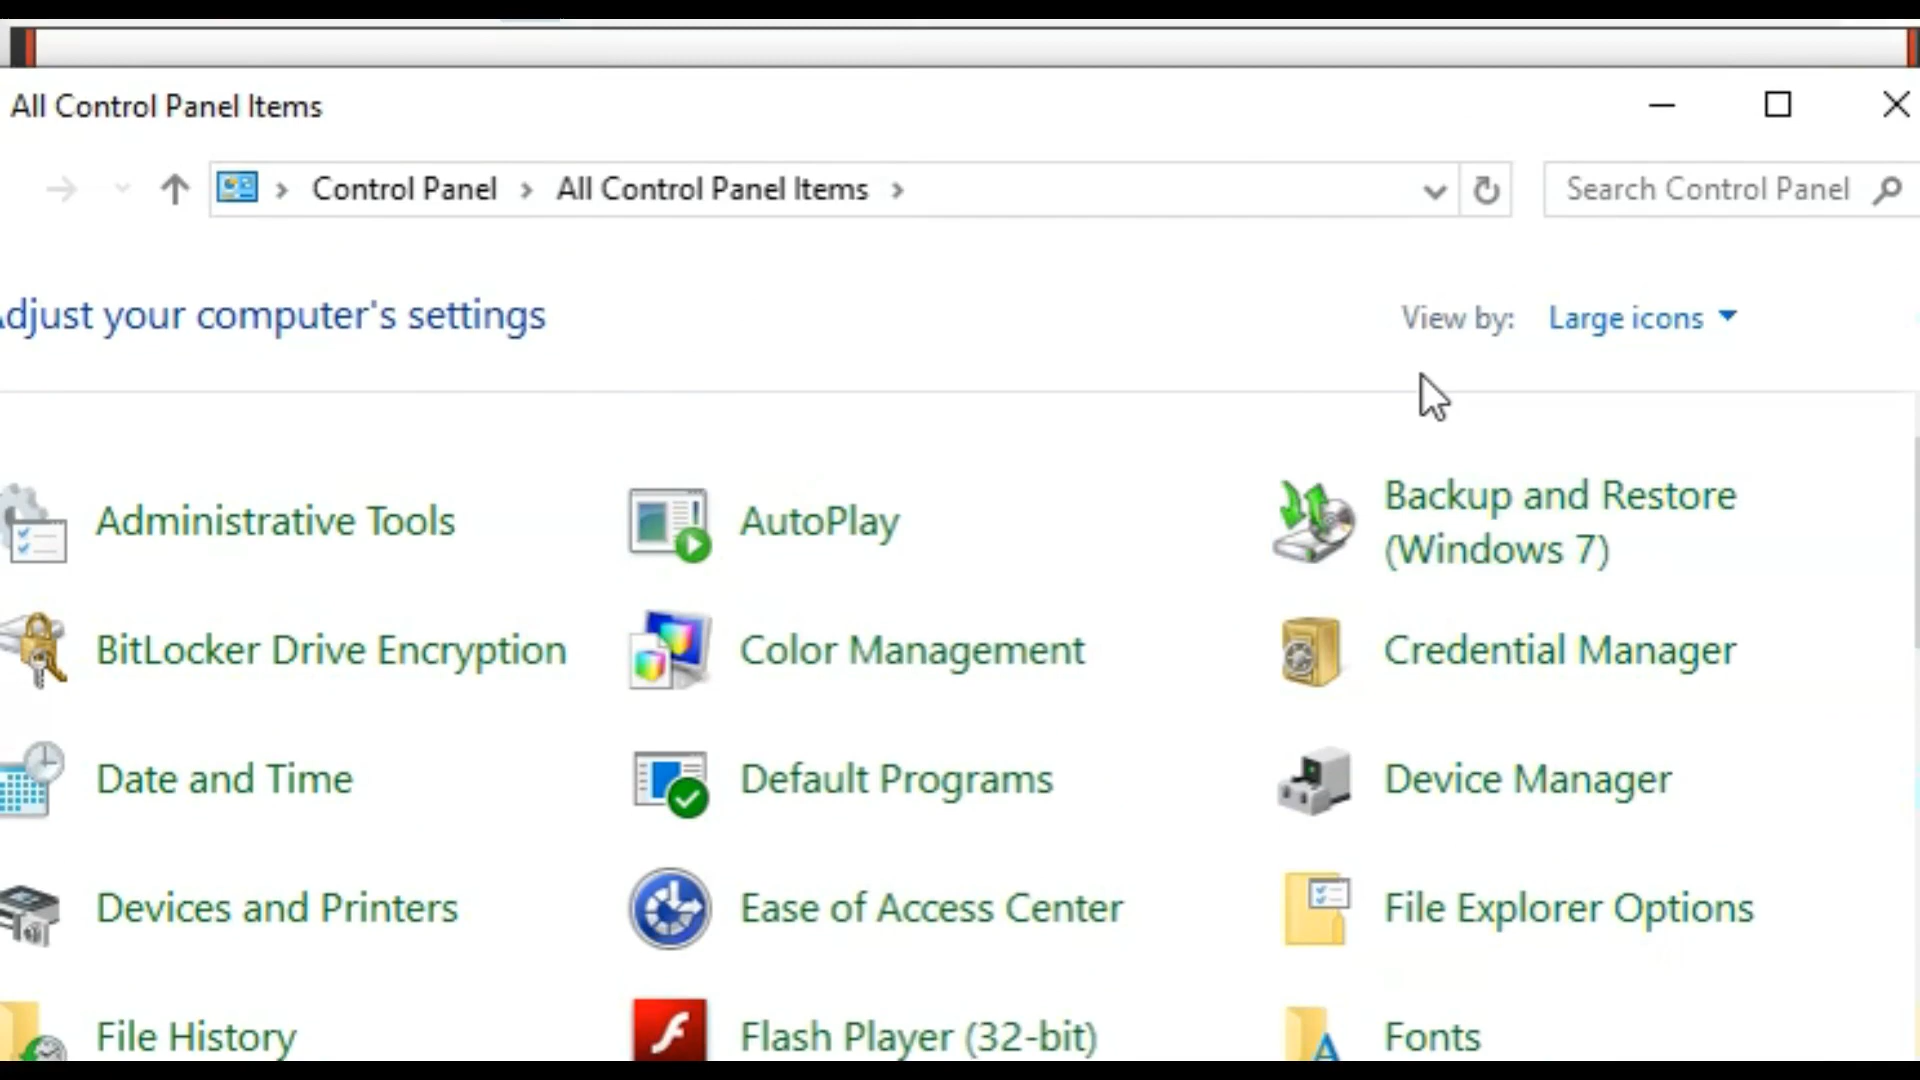 All Control Panel Items
Control Panel > All Control Panel Items >
Search Control Panel
djust your computer's settings
View by: Large icons
Administrative Tools
AutoPlay
Backup and Restore
(Windows 7)
BitLocker Drive Encryption
Color Management
Credential Manager
Date and Time
Default Programs
Device Manager
Devices and Printers
Ease of Access Center
File Explorer Options
File History
Flash Player (32-bit)
Fonts